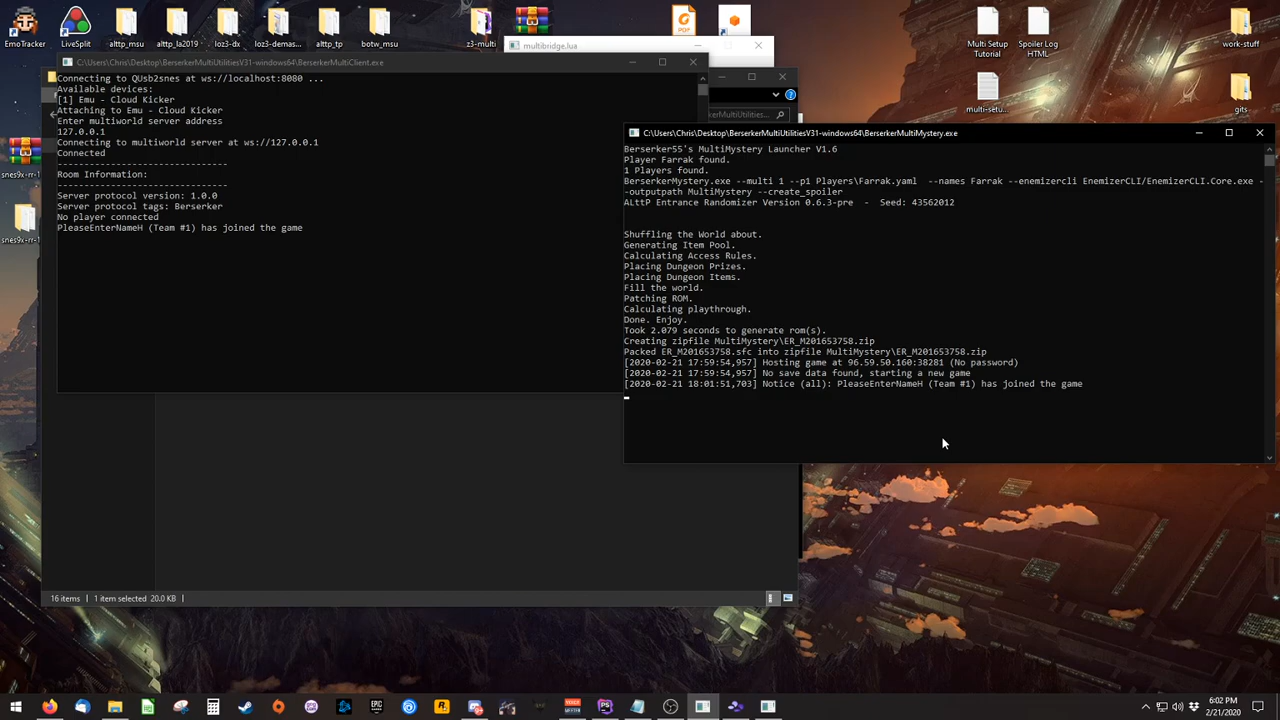 EmoTracker
LiveSplit
alttp_msu
alttp_la2019
loz3-dx
loz3-demas...
alttp_tp
botw_msu
z3-multi
PDF
Multi Setup
Tutorial
Spoiler Log
HTML
work-stuff
multi-setu...
gits
Berserker
snes9x-rr-1
multibridge.lua
C:\Users\Chris\Desktop\BerserkerMultiUtilitiesV31-windows64\BerserkerMultiClient.exe
Connecting to QUsb2snes at ws://localhost:8080 ...
Available devices:
[1] Emu - Cloud Kicker
Attaching to Emu - Cloud Kicker
Enter multiworld server address
127.0.0.1
Connecting to multiworld server at ws://127.0.0.1
Connected
--------------------------------
Room Information:
--------------------------------
Server protocol version: 1.0.0
Server protocol tags: Berserker
No player connected
PleaseEnterNameH (Team #1) has joined the game
rkerMultiUtilities...
C:\Users\Chris\Desktop\BerserkerMultiUtilitiesV31-windows64\BerserkerMultiMystery.exe
Berserker55's MultiMystery Launcher V1.6
Player Farrak found.
1 Players found.
BerserkerMystery.exe --multi 1 --p1 Players\Farrak.yaml --names Farrak --enemizercli EnemizerCLI/EnemizerCLI.Core.exe -
-outputpath MultiMystery --create_spoiler
ALttP Entrance Randomizer Version 0.6.3-pre - Seed: 43562012
Shuffling the World about.
Generating Item Pool.
Calculating Access Rules.
Placing Dungeon Prizes.
Placing Dungeon Items.
Fill the world.
Patching ROM.
Calculating playthrough.
Done. Enjoy.
Took 2.079 seconds to generate rom(s).
Creating zipfile MultiMystery\ER_M201653758.zip
Packed ER_M201653758.sfc into zipfile MultiMystery\ER_M201653758.zip
[2020-02-21 17:59:54,957] Hosting game at 96.59.50.160:38281 (No password)
[2020-02-21 17:59:54,957] No save data found, starting a new game
[2020-02-21 18:01:51,703] Notice (all): PleaseEnterNameH (Team #1) has joined the game
16 items
1 item selected 20.0 KB
6:02 PM
2/21/2020